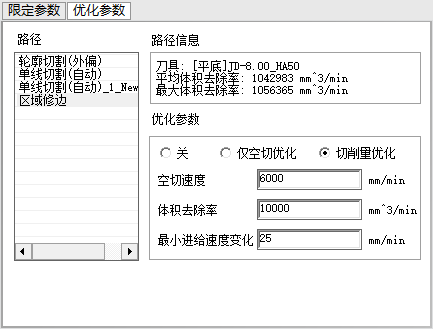 限定参数 优化参数
路径
轮廓切割(外偏)
单线切割(自动)
单线切割(自动)_1_New
区域修边
路径信息
刀具: [平底]JD-8.00_HA50
平均体积去除率: 1042983 mm^3/min
最大体积去除率: 1056365 mm^3/min
优化参数
关 仅空切优化 切削量优化
空切速度 6000 mm/min
体积去除率 10000 mm^3/min
最小进给速度变化 25 mm/min